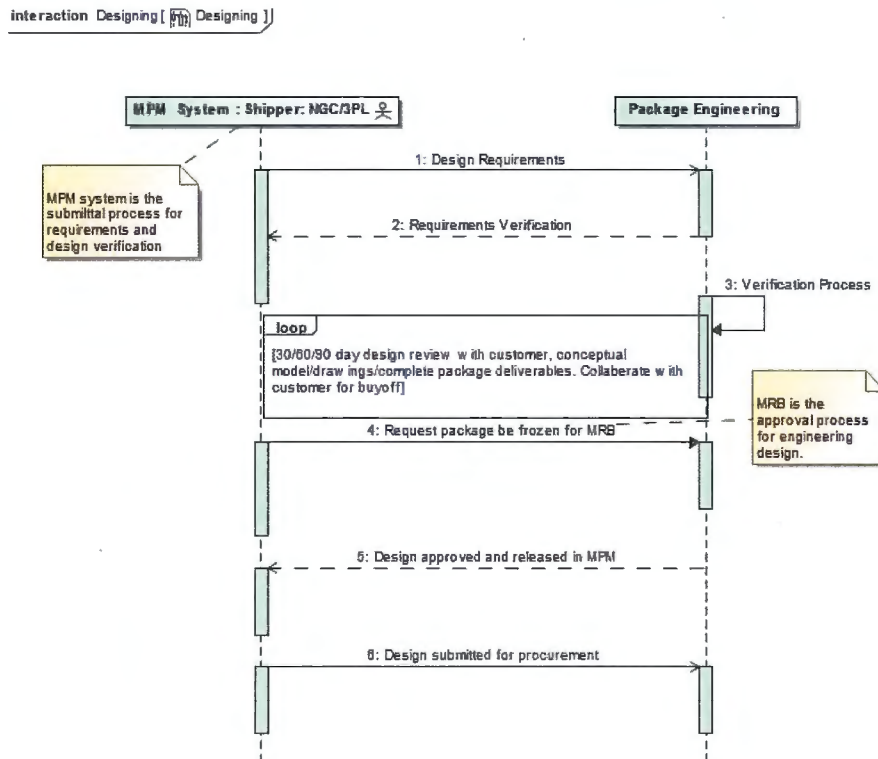 interaction Designing [ Designing ]
MPM System : Shipper: NGC/3PL
Package Engineering
1: Design Requirements
MPM system is the
submittal process for
requirements and
design verification
2: Requirements Verification
3: Verification Process
loop
[30/60/90 day design review with customer, conceptual
model/drawings/complete package deliverables. Collaberate with
customer for buyoff]
MRB is the
approval process
for engineering
design.
4: Request package be frozen for MRB
5: Design approved and released in MPM
6: Design submitted for procurement